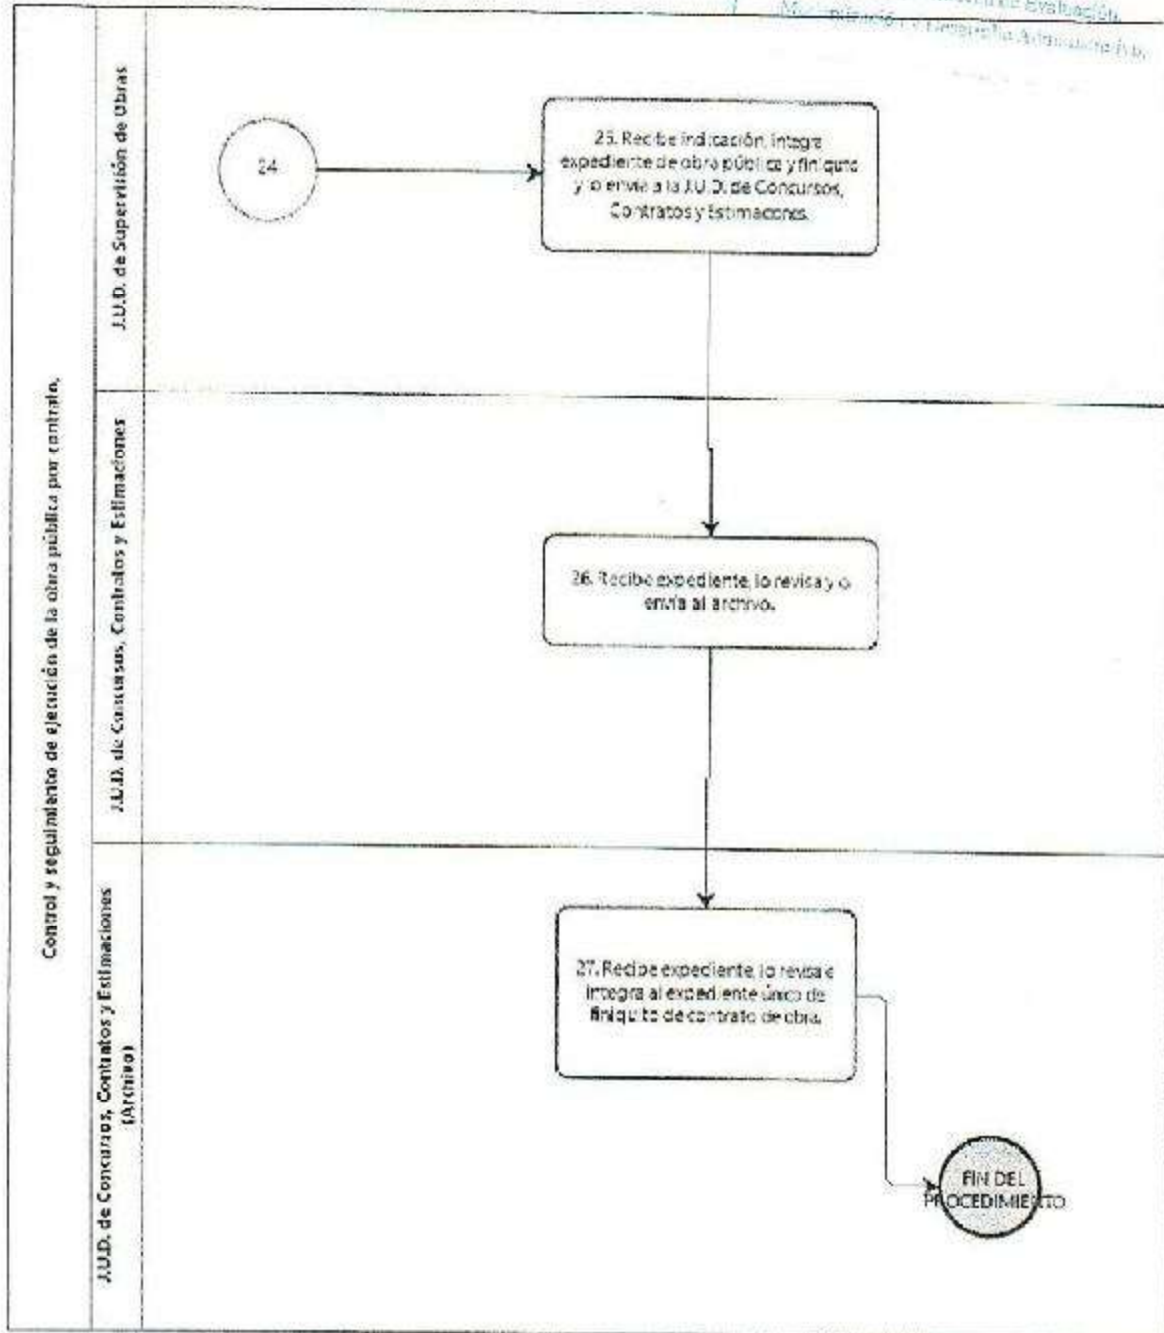 de Evaluación,
Control y seguimiento de ejecución de la obra pública por contrato.
J.U.D. de Supervisión de Obras
24
25. Recibe indicación, integra
expediente de obra pública y finiquito
y lo envía a la J.U.D. de Concursos,
Contratos y Estimaciones.
J.U.D. de Concursos, Contratos y Estimaciones
26. Recibe expediente, lo revisa y lo
envía al archivo.
J.U.D. de Concursos, Contratos y Estimaciones
(Archivo)
27. Recibe expediente, lo revisa e
integra al expediente único de
finiquito de contrato de obra.
FIN DEL
PROCEDIMIENTO